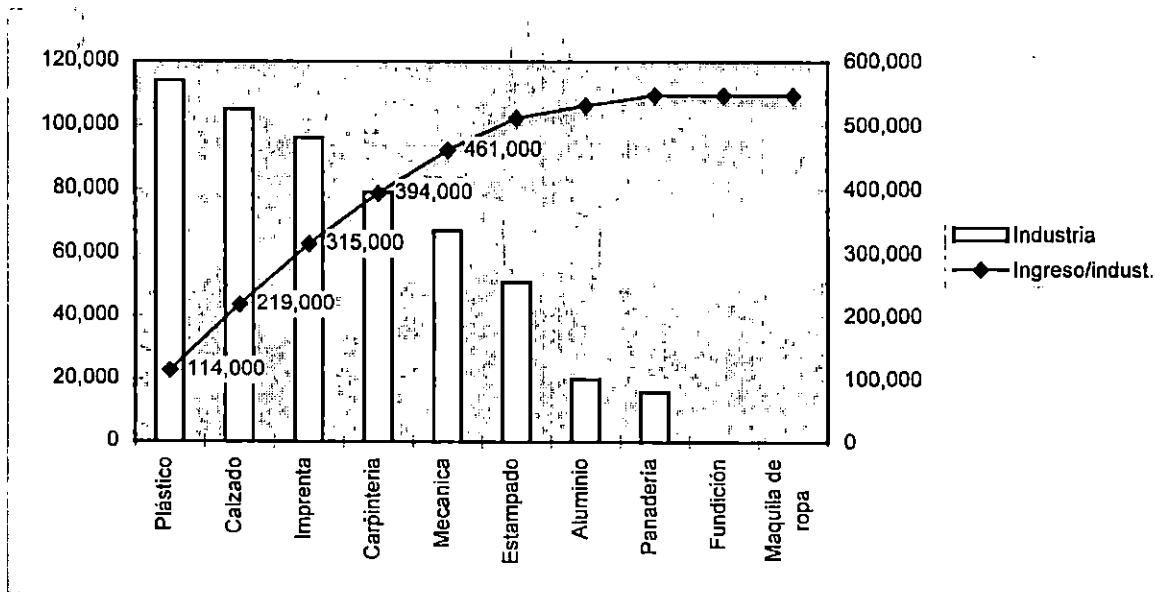 120,000
100,000
80,000
60,000
40,000
20,000
0
600,000
500,000
400,000
300,000
200,000
100,000
0
114,000
219,000
315,000
394,000
461,000
Plástico
Calzado
Imprenta
Carpinteria
Mecanica
Estampado
Aluminio
Panaderia
Fundición
Maquila de
ropa
Industria
Ingreso/indust.